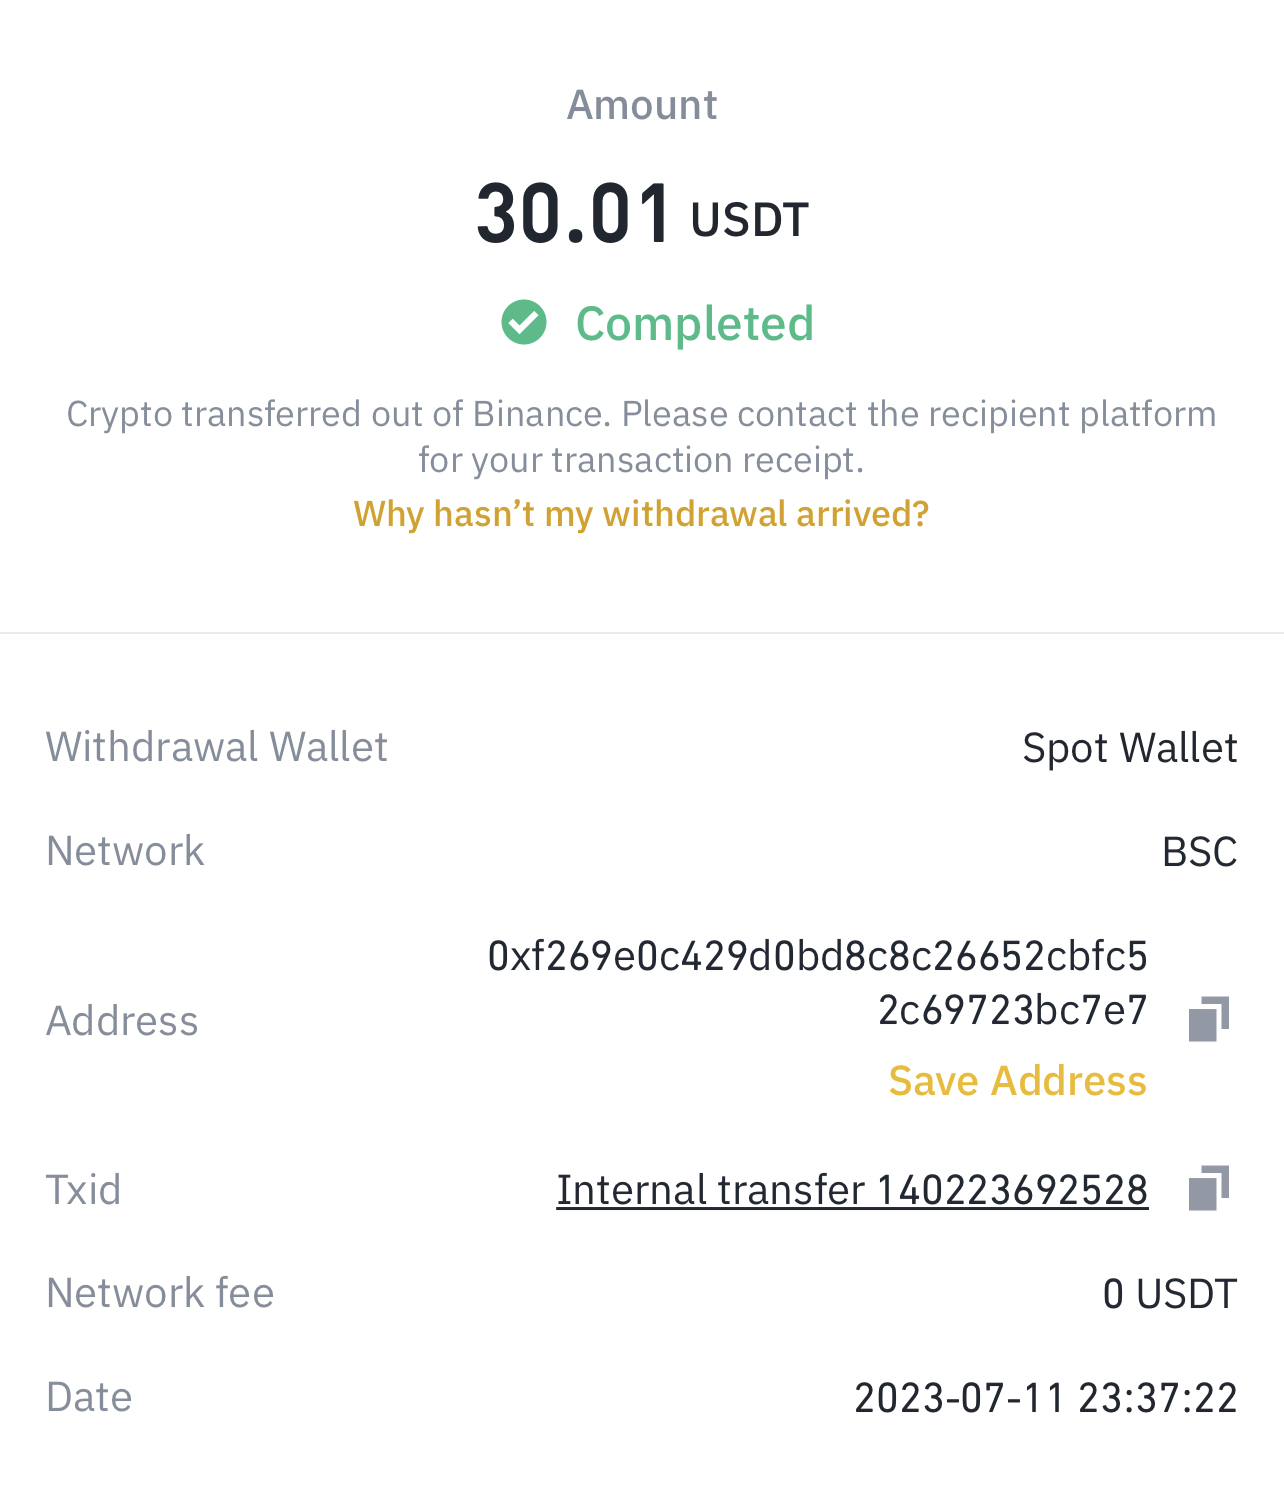 Amount
30.01 USDT
Completed
Crypto transferred out of Binance. Please contact the recipient platform
for your transaction receipt.
Why hasn’t my withdrawal arrived?
Withdrawal Wallet Spot Wallet
Network BSC
Address 0xf269e0c429d0bd8c8c26652cbfc5
2c69723bc7e7
Save Address
Txid Internal transfer 140223692528
Network fee 0 USDT
Date 2023-07-11 23:37:22